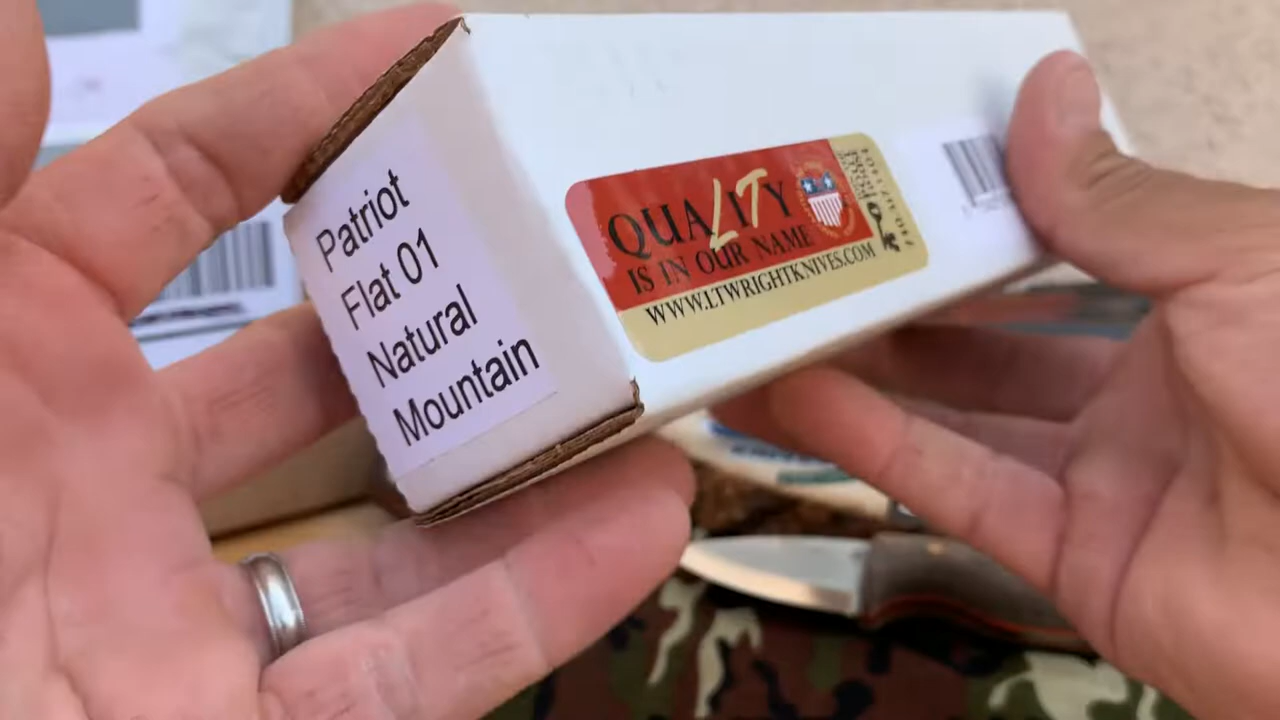 Patriot
Flat 01
Natural
Mountain
QUALITY
IS IN OUR NAME
WWW.LTWRIGHTKNIVES.COM